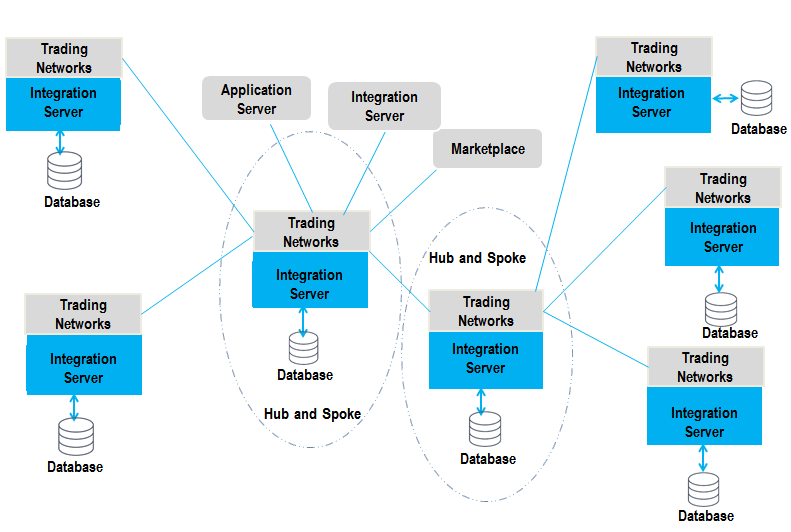 Trading
Networks
Integration
Server
Database
Application
Server
Integration
Server
Marketplace
Trading
Networks
Integration
Server
Database
Trading
Networks
Integration
Server
Database
Hub and Spoke
Trading
Networks
Integration
Server
Database
Hub and Spoke
Trading
Networks
Integration
Server
Database
Trading
Networks
Integration
Server
Database
Trading
Networks
Integration
Server
Database